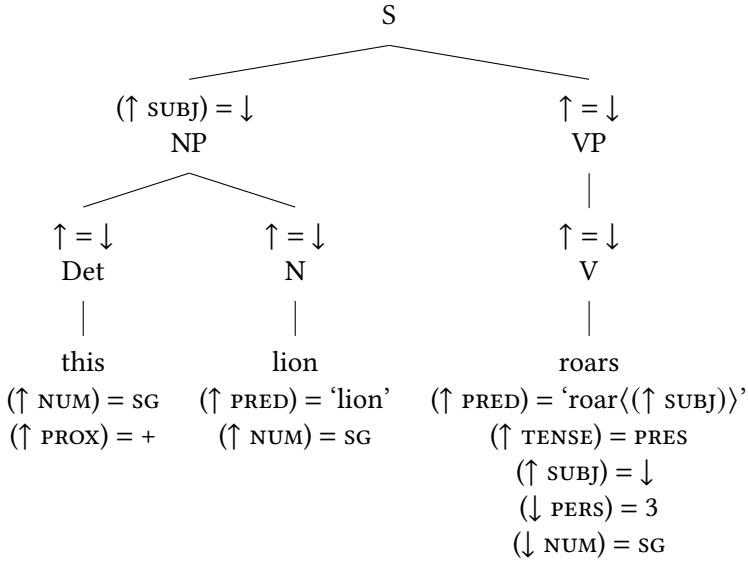 S
(↑ SUBJ) = ↓ ↑ = ↓
NP VP
↑ = ↓ ↑ = ↓ ↑ = ↓
Det N V
this lion roars
(↑ NUM) = SG (↑ PRED) = ‘lion’ (↑ PRED) = ‘roar⟨(↑ SUBJ)⟩’
(↑ PROX) = + (↑ NUM) = SG (↑ TENSE) = PRES
(↑ SUBJ) = ↓
(↓ PERS) = 3
(↓ NUM) = SG